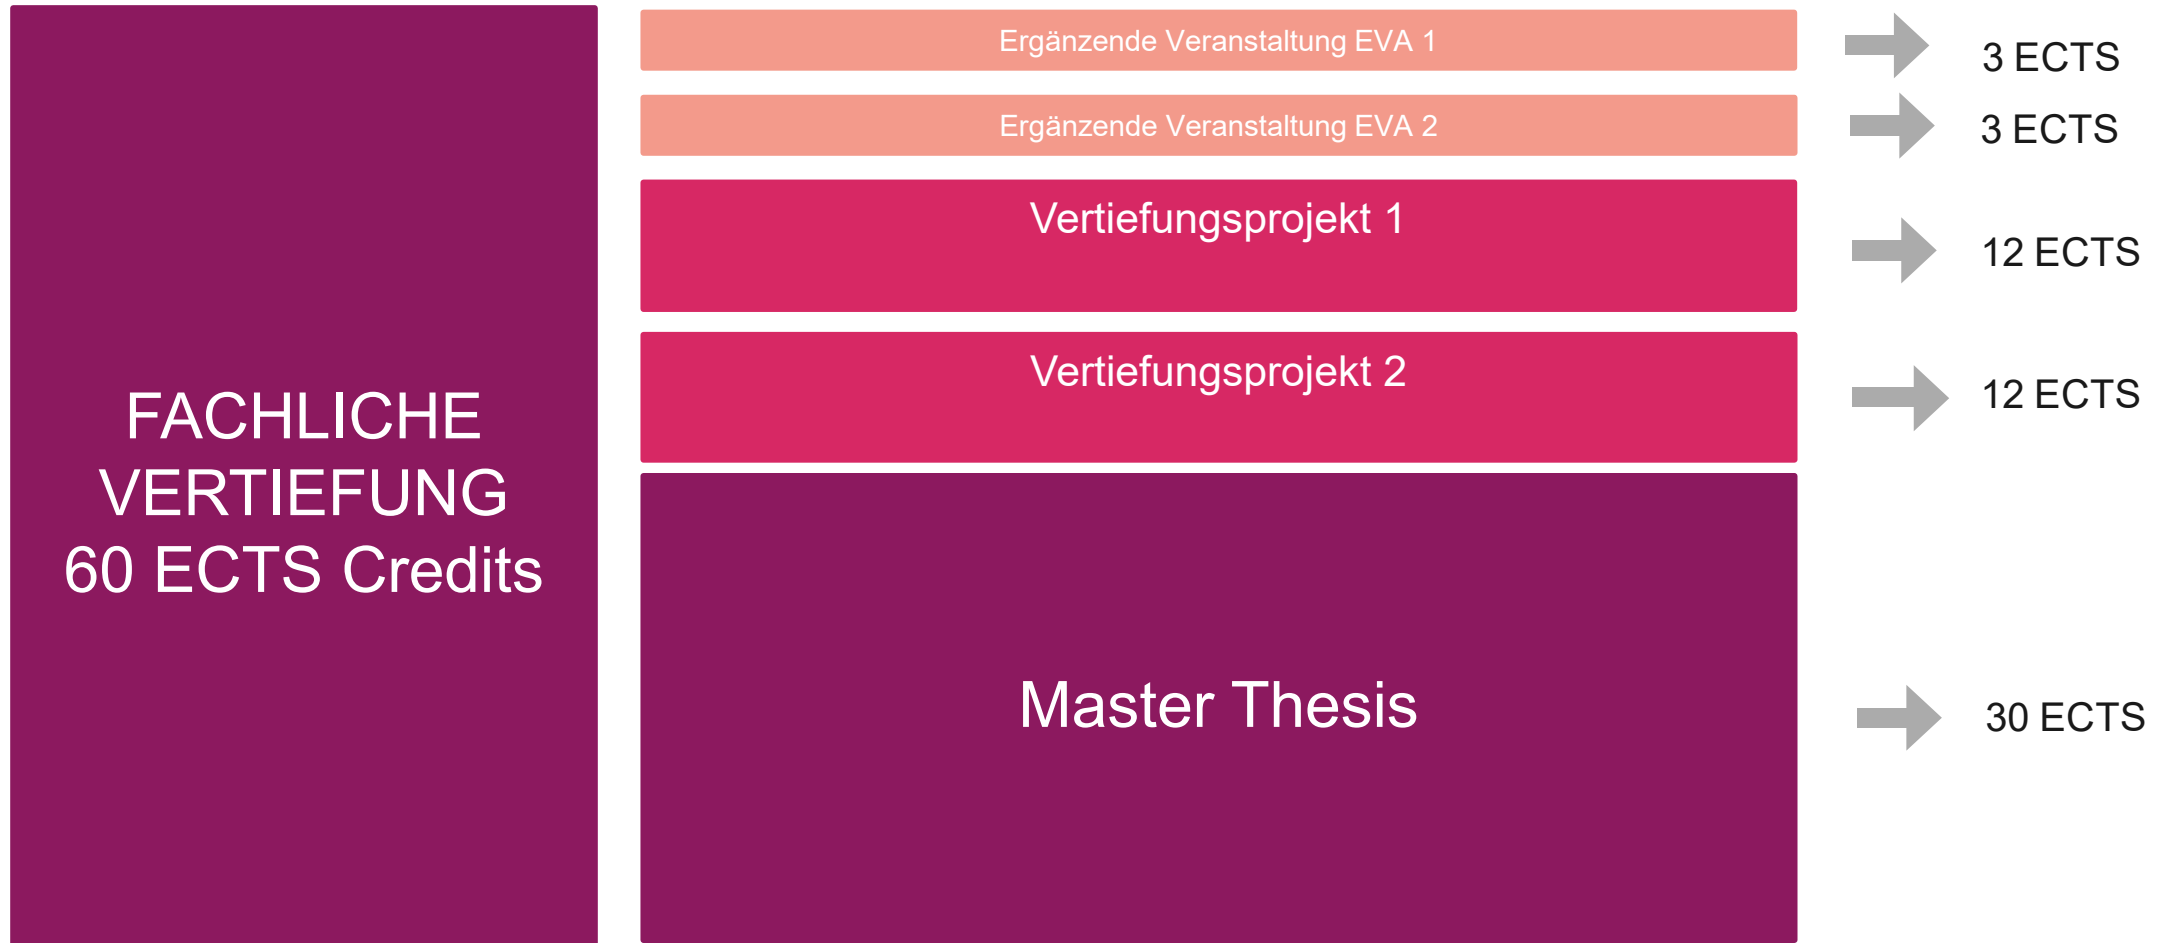 FACHLICHE
VERTIEFUNG
60 ECTS Credits
Ergänzende Veranstaltung EVA 1
3 ECTS
Ergänzende Veranstaltung EVA 2
3 ECTS
Vertiefungsprojekt 1
12 ECTS
Vertiefungsprojekt 2
12 ECTS
Master Thesis
30 ECTS